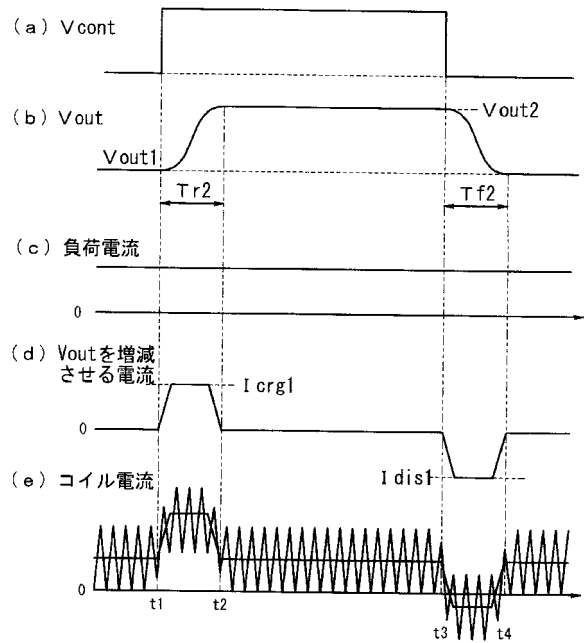 (a) Vcont
(b) Vout
Vout1
Vout2
Tr2
Tf2
(c) 負荷電流
0
(d) Voutを増減
させる電流
Icrg1
0
Idis1
(e) コイル電流
0
t1
t2
t3
t4